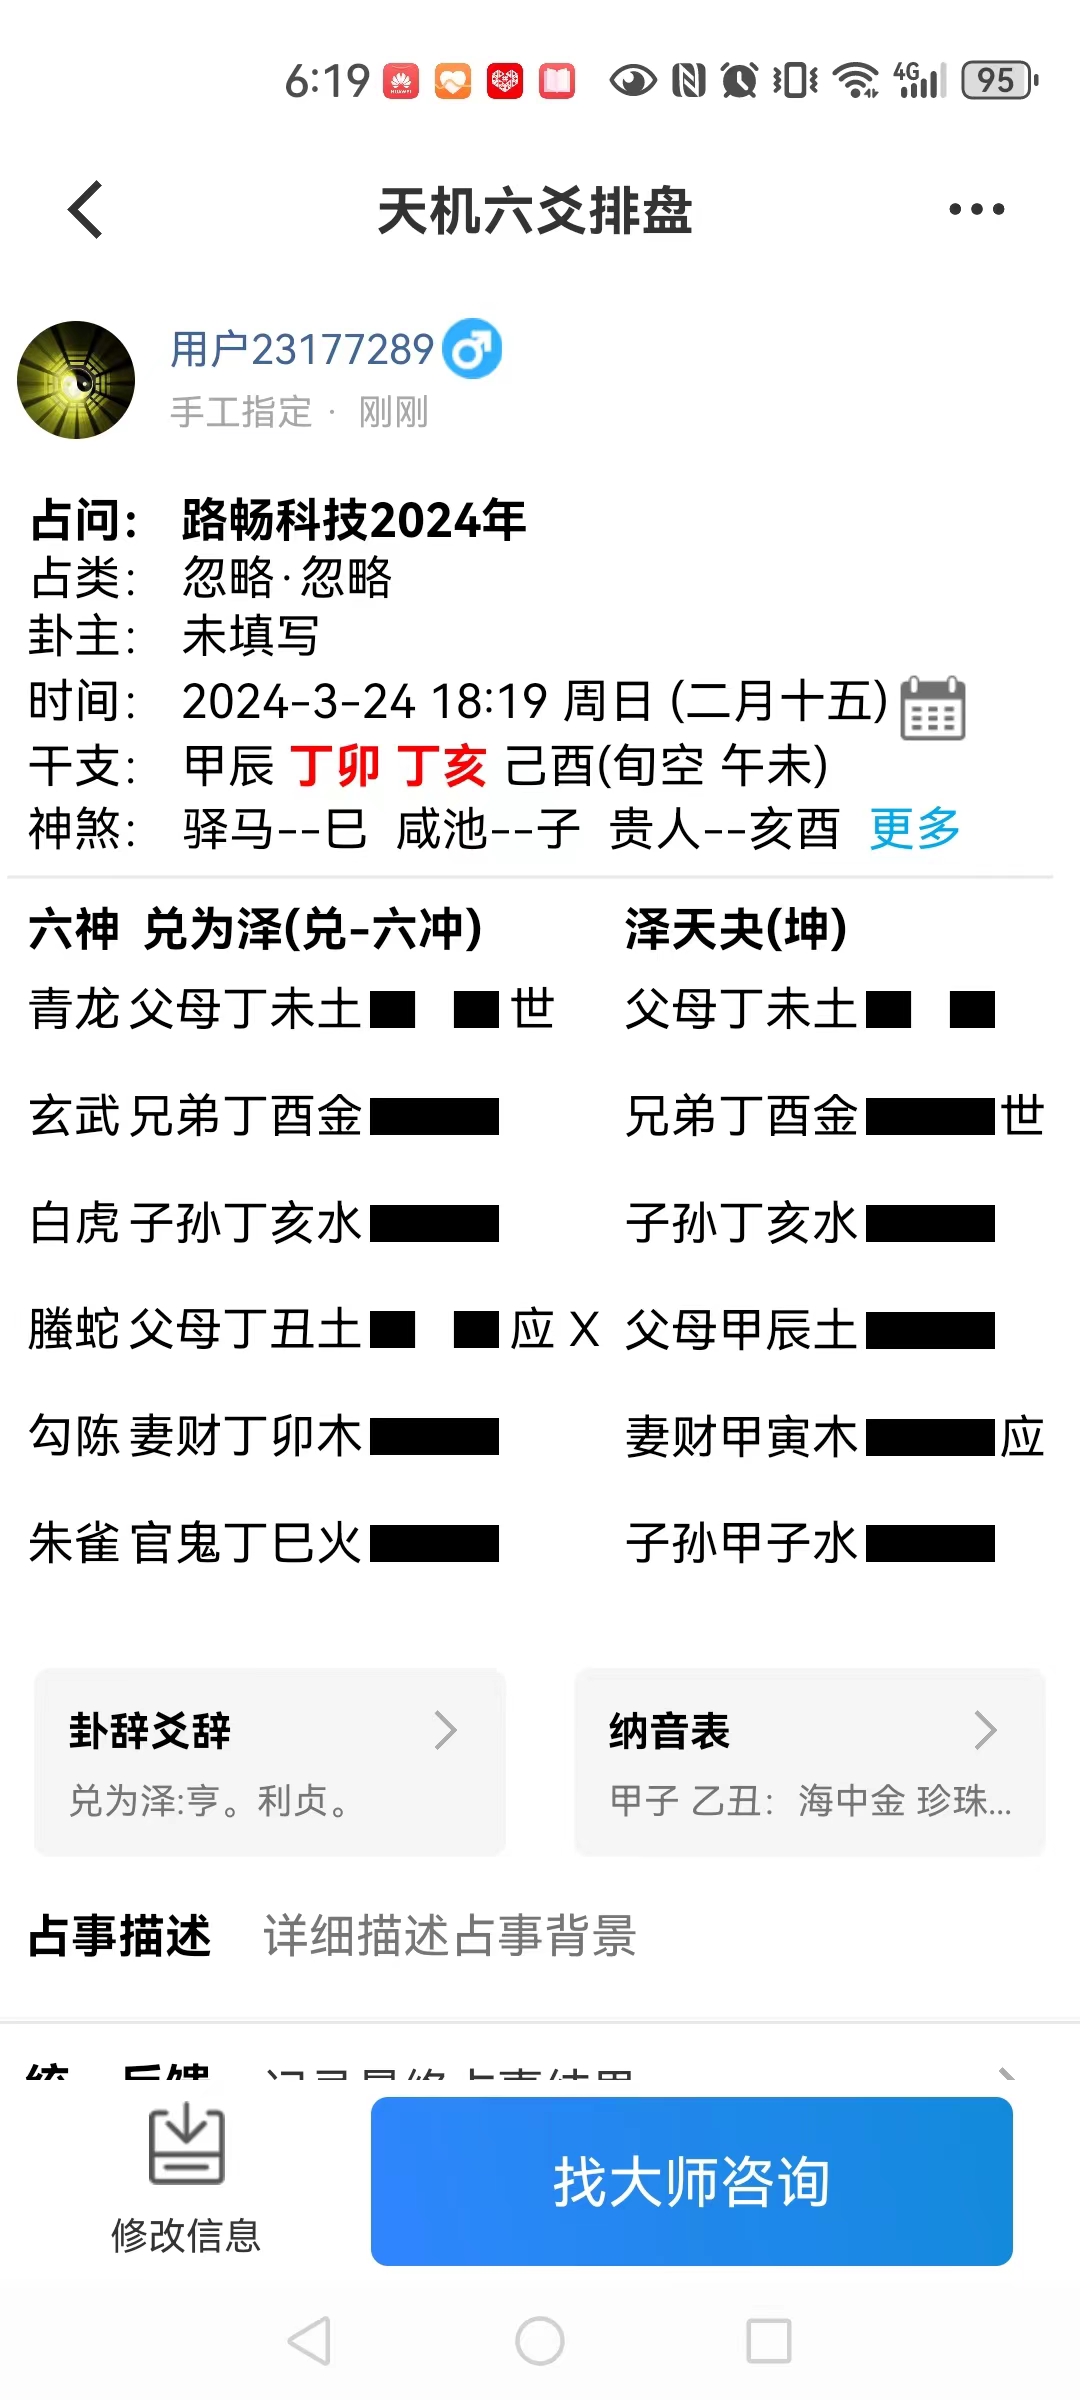 6:19 4G 95
天机六爻排盘
用户23177289
手工指定 · 刚刚
占问： 路畅科技2024年
占类： 忽略·忽略
卦主： 未填写
时间： 2024-3-24 18:19 周日 (二月十五)
干支： 甲辰 丁卯 丁亥 己酉(旬空 午未)
神煞： 驿马--巳 咸池--子 贵人--亥酉 更多
六神 兑为泽(兑-六冲) 泽天夬(坤)
青龙 父母丁未土 世 父母丁未土
玄武 兄弟丁酉金 兄弟丁酉金 世
白虎 子孙丁亥水 子孙丁亥水
螣蛇 父母丁丑土 应 X 父母甲辰土
勾陈 妻财丁卯木 妻财甲寅木 应
朱雀 官鬼丁巳火 子孙甲子水
卦辞爻辞 纳音表
兑为泽:亨。利贞。 甲子 乙丑：海中金 珍珠...
占事描述 详细描述占事背景
找大师咨询
修改信息